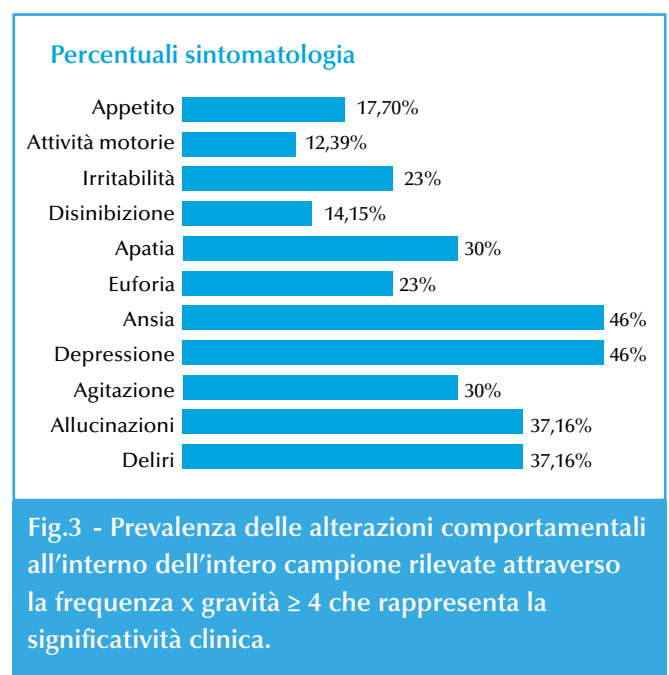 Percentuali sintomatologia
Appetito 17,70%
Attività motorie 12,39%
Irritabilità 23%
Disinibizione 14,15%
Apatia 30%
Euforia 23%
Ansia 46%
Depressione 46%
Agitazione 30%
Allucinazioni 37,16%
Deliri 37,16%
Fig.3 - Prevalenza delle alterazioni comportamentali
all'interno dell'intero campione rilevate attraverso
la frequenza x gravità ≥ 4 che rappresenta la
significatività clinica.